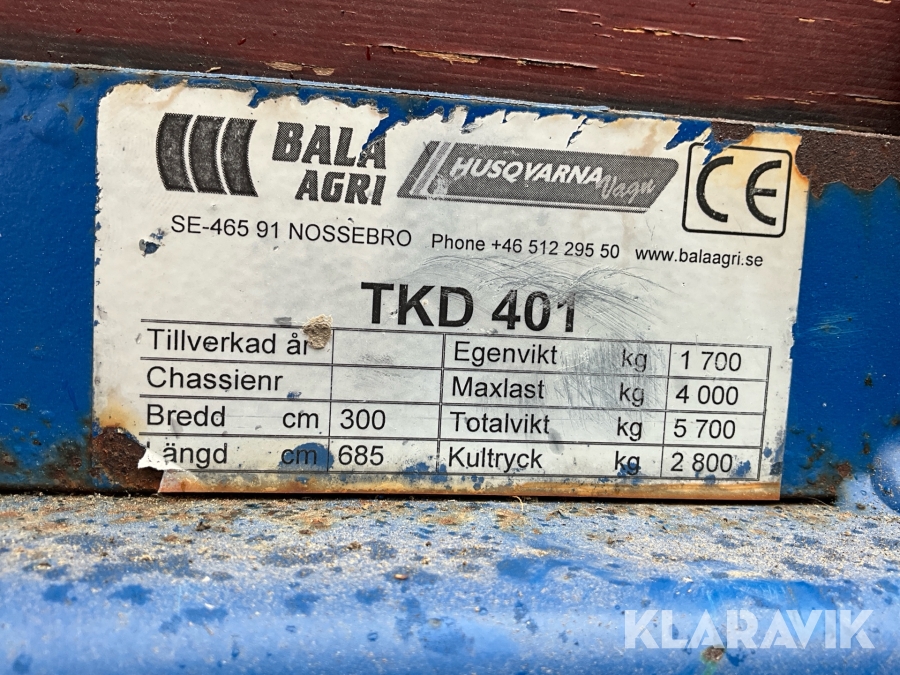 BALA AGRI
HUSQVARNA Vagn
CE
SE-465 91 NOSSEBRO Phone +46 512 295 50 www.balaagri.se
TKD 401
Tillverkad år Egenvikt kg 1 700
Chassienr Maxlast kg 4 000
Bredd cm 300 Totalvikt kg 5 700
Längd cm 685 Kultryck kg 2 800
KLARAVIK